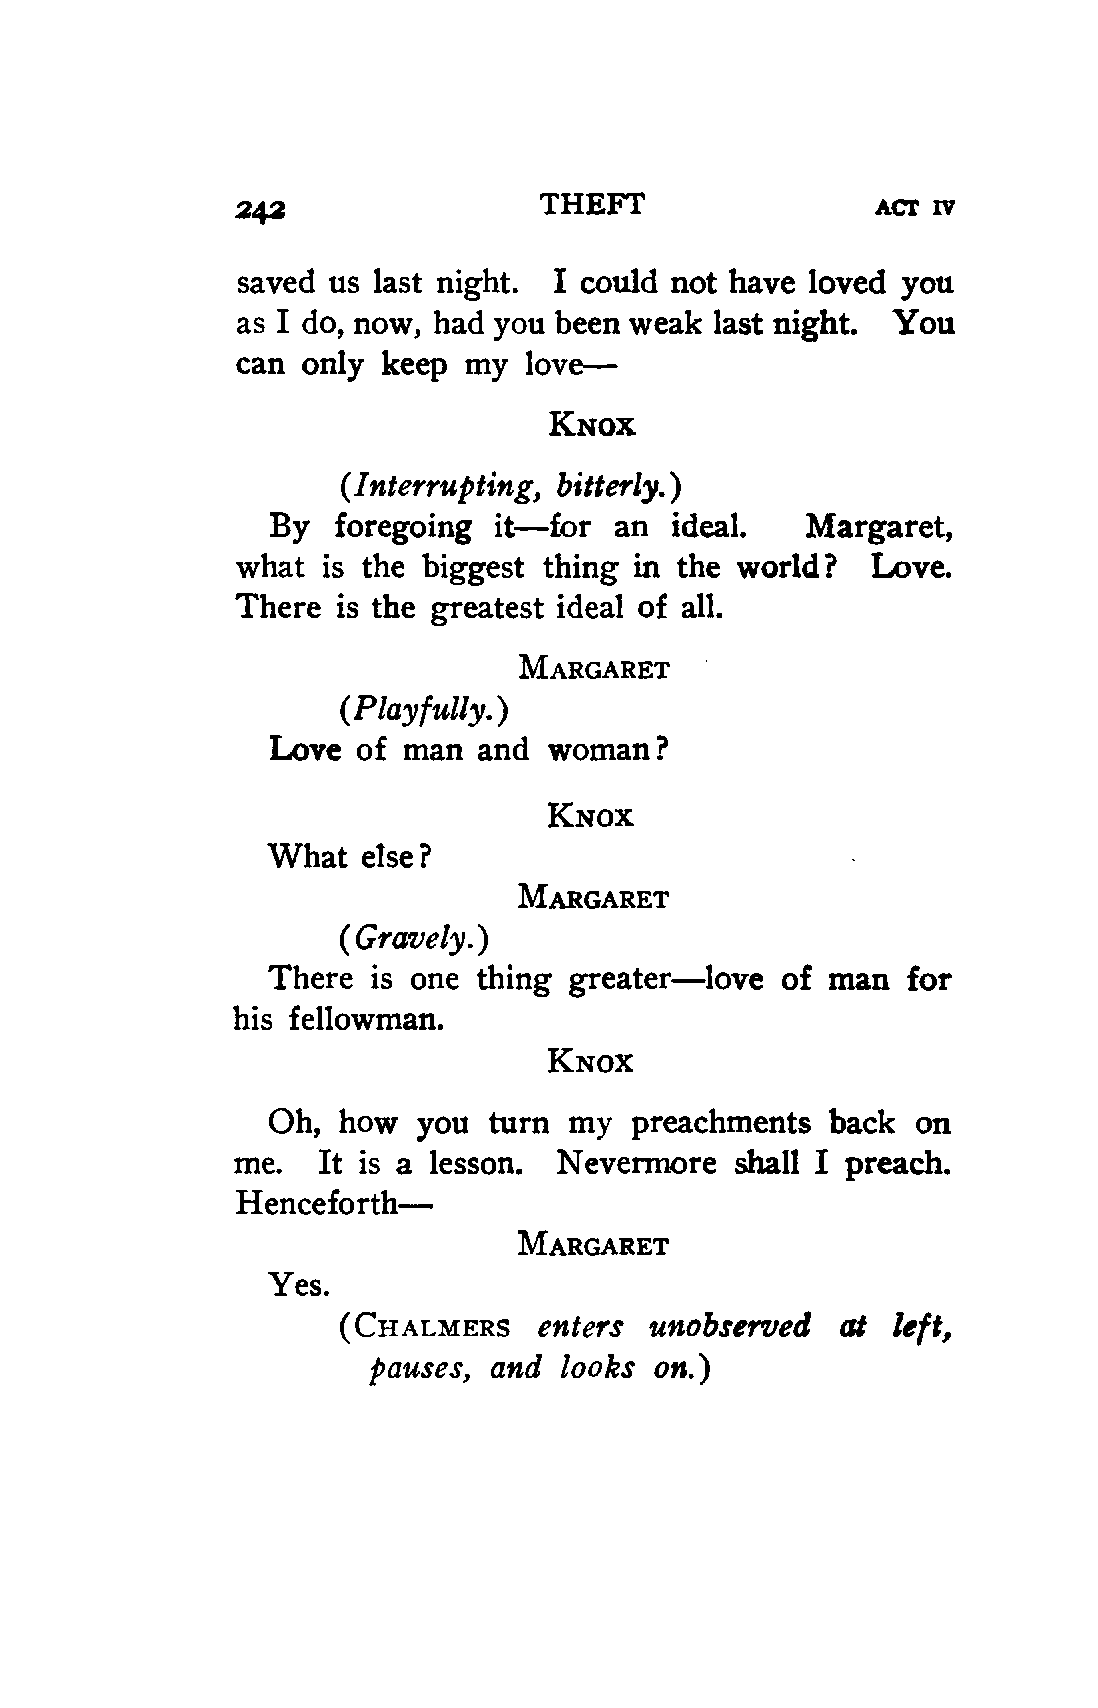 242 THEFT ACT IV
saved us last night. I could not have loved you
as I do, now, had you been weak last night. You
can only keep my love—
KNOX
(Interrupting, bitterly.)
By foregoing it—for an ideal. Margaret,
what is the biggest thing in the world? Love.
There is the greatest ideal of all.
MARGARET
(Playfully.)
Love of man and woman?
KNOX
What else?
MARGARET
(Gravely.)
There is one thing greater—love of man for
his fellowman.
KNOX
Oh, how you turn my preachments back on
me. It is a lesson. Nevermore shall I preach.
Henceforth—
MARGARET
Yes.
(CHALMERS enters unobserved at left,
pauses, and looks on.)